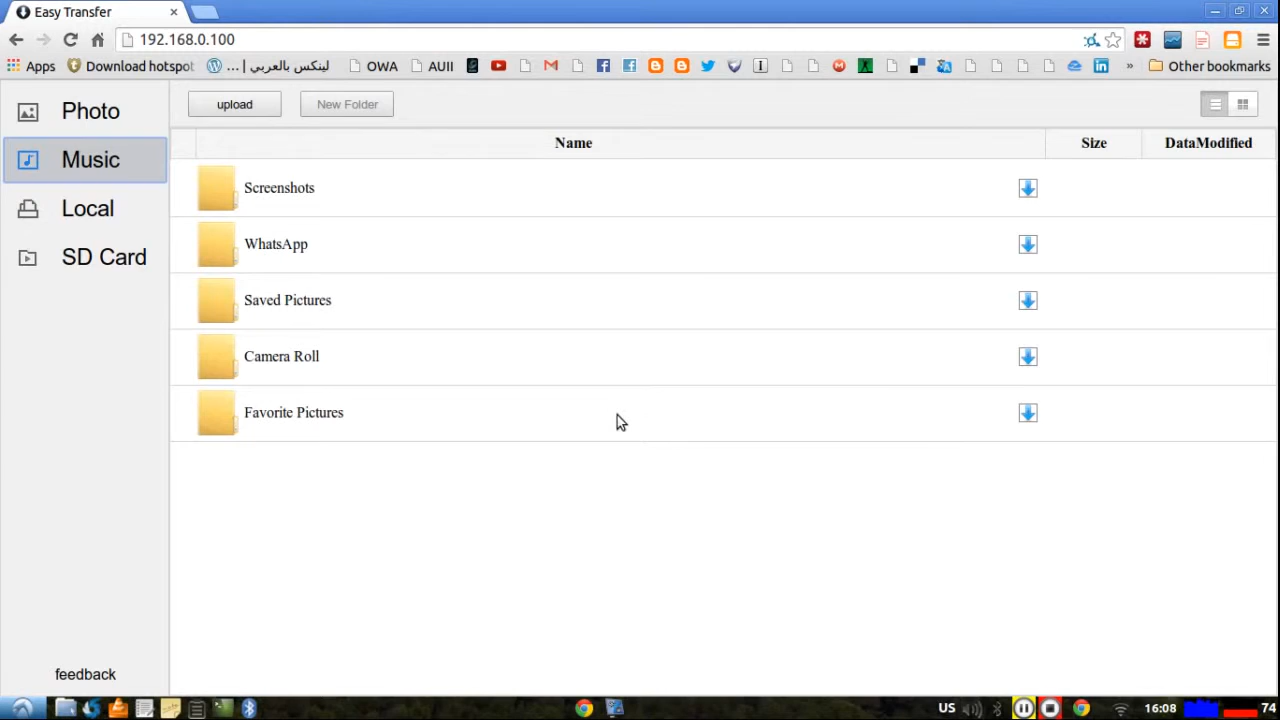 Easy Transfer
192.168.0.100
Apps Download hotspot لينكس بالعربي | ... OWA AUI! » Other bookmarks
Photo
Music
Local
SD Card
feedback
upload New Folder
Name Size DataModified
Screenshots
WhatsApp
Saved Pictures
Camera Roll
Favorite Pictures
US 16:08 74